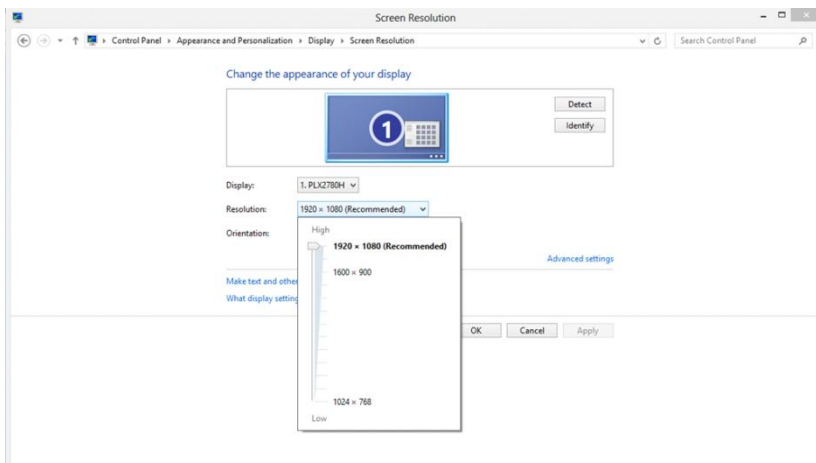 Screen Resolution
Control Panel Appearance and Personalization Display Screen Resolution Search Control Panel
Change the appearance of your display
1
Detect
Identify
Display: 1. PLX2780H
Resolution: 1920 × 1080 (Recommended)
Orientation:
High
1920 × 1080 (Recommended)
1600 × 900
1024 × 768
Low
Advanced settings
Make text and other
What display setting
OK Cancel Apply